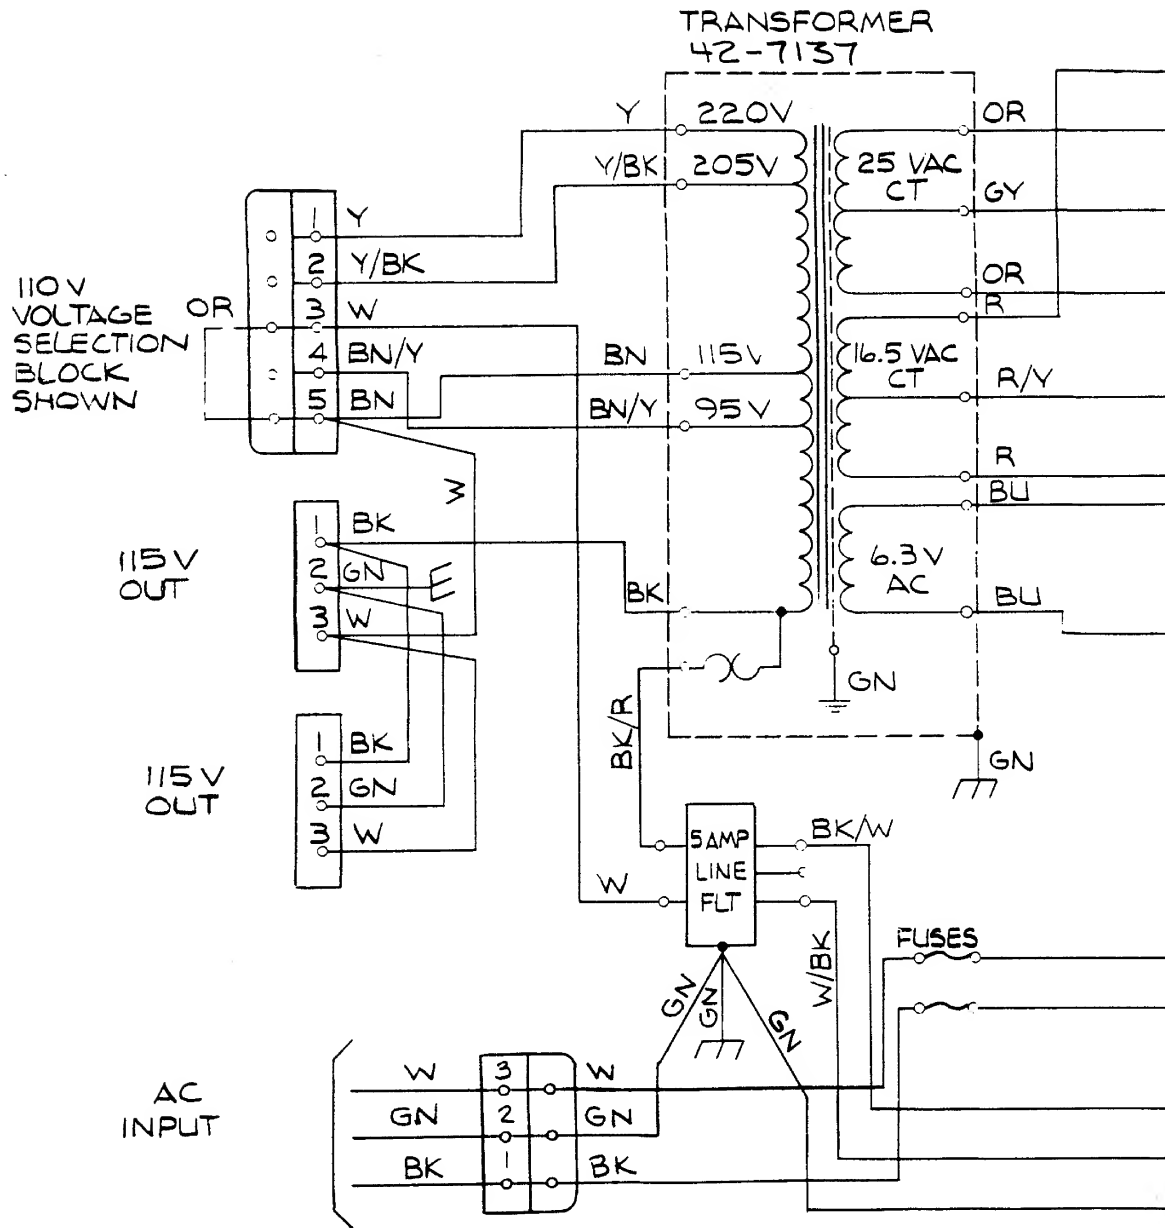 TRANSFORMER
42-7137
Y
220V
OR
Y/BK
205V
25 VAC
CT
GY
1
Y
2
Y/BK
OR
110V
VOLTAGE
SELECTION
BLOCK
SHOWN
OR
3
W
R
4
BN/Y
BN
115V
16.5 VAC
CT
R/Y
5
BN
BN/Y
95V
R
W
BU
1
BK
115V
OUT
2
GN
6.3V
AC
3
W
BK
BU
GN
BK/R
1
BK
GN
115V
OUT
2
GN
3
W
5 AMP
LINE
FLT
BK/W
W
W/BK
FUSES
GN
GN
GN
AC
INPUT
W
3
W
GN
2
GN
BK
1
BK